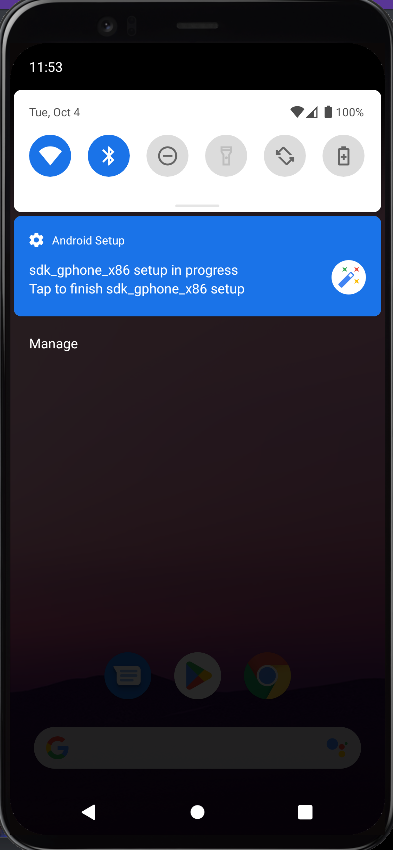 11:53
Tue, Oct 4
100%
Android Setup
sdk_gphone_x86 setup in progress
Tap to finish sdk_gphone_x86 setup
Manage